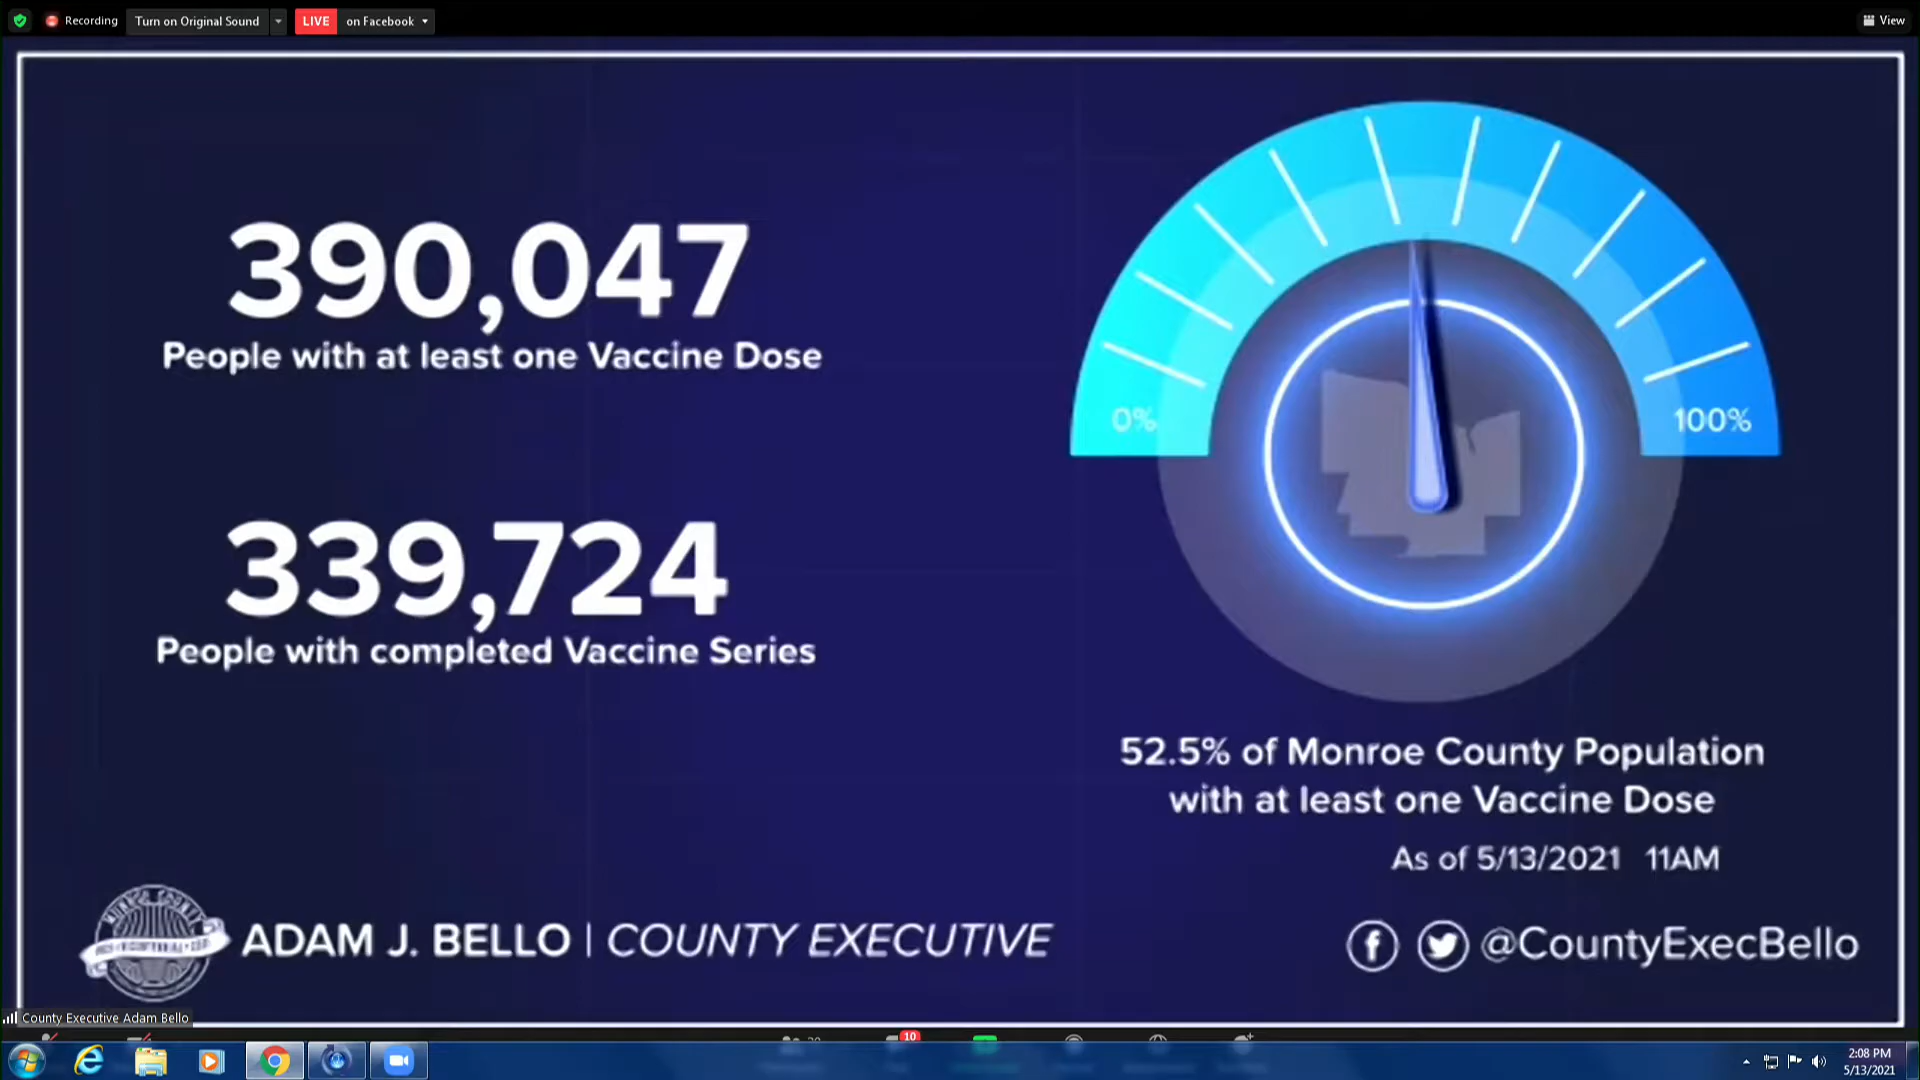 Recording
Turn on Original Sound
LIVE on Facebook
View
390,047
People with at least one Vaccine Dose
339,724
People with completed Vaccine Series
0%
100%
52.5% of Monroe County Population
with at least one Vaccine Dose
As of 5/13/2021 11AM
MONROE COUNTY
ADAM J. BELLO | COUNTY EXECUTIVE
@CountyExecBello
County Executive Adam Bello
10
2:08 PM
5/13/2021